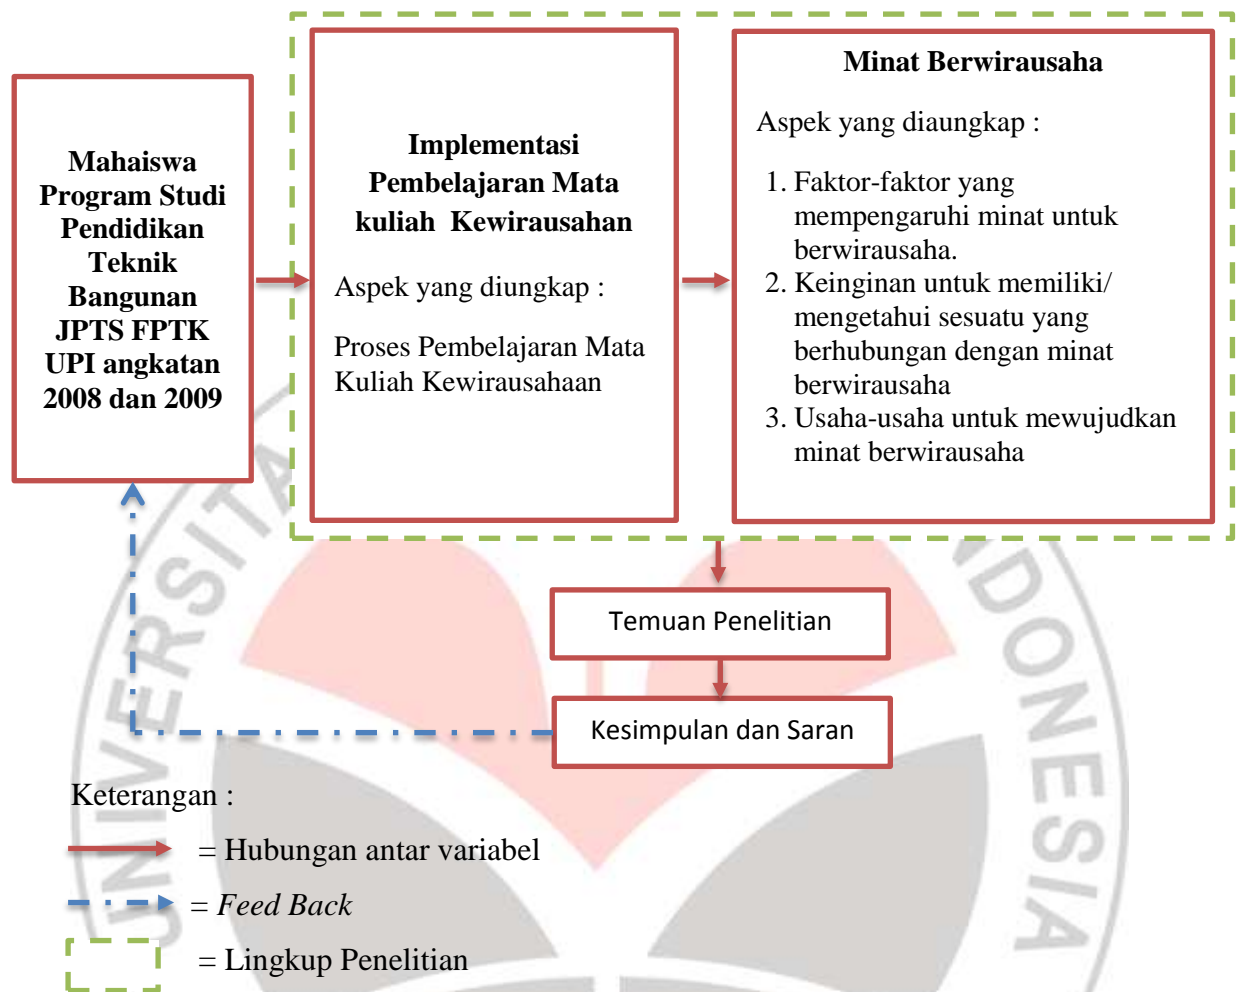 Mahaiswa
Program Studi
Pendidikan
Teknik
Bangunan
JPTS FPTK
UPI angkatan
2008 dan 2009
Implementasi
Pembelajaran Mata
kuliah Kewirausahan
Aspek yang diungkap :
Proses Pembelajaran Mata
Kuliah Kewirausahaan
Minat Berwirausaha
Aspek yang diaungkap :
1. Faktor-faktor yang
mempengaruhi minat untuk
berwirausaha.
2. Keinginan untuk memiliki/
mengetahui sesuatu yang
berhubungan dengan minat
berwirausaha
3. Usaha-usaha untuk mewujudkan
minat berwirausaha
Temuan Penelitian
Kesimpulan dan Saran
Keterangan :
= Hubungan antar variabel
= Feed Back
= Lingkup Penelitian